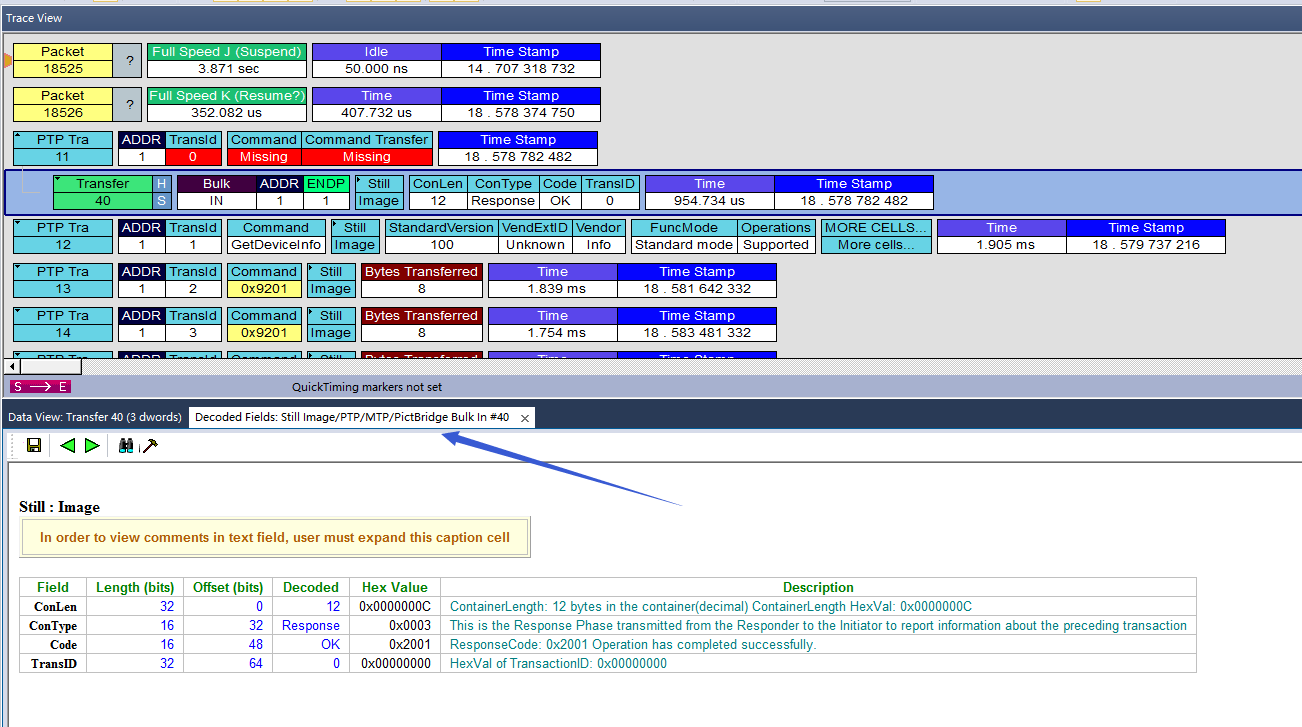 Trace View
Packet Full Speed J (Suspend) Idle Time Stamp
18525 ? 3.871 sec 50.000 ns 14 . 707 318 732
Packet Full Speed K (Resume?) Time Time Stamp
18526 ? 352.082 us 407.732 us 18 . 578 374 750
PTP Tra ADDR TransId Command Command Transfer Time Stamp
11 1 0 Missing Missing 18 . 578 782 482
Transfer H Bulk ADDR ENDP Still ConLen ConType Code TransID Time Time Stamp
40 S IN 1 1 Image 12 Response OK 0 954.734 us 18 . 578 782 482
PTP Tra ADDR TransId Command Still StandardVersion VendExtID Vendor FuncMode Operations MORE CELLS... Time Time Stamp
12 1 1 GetDeviceInfo Image 100 Unknown Info Standard mode Supported More cells... 1.905 ms 18 . 579 737 216
PTP Tra ADDR TransId Command Still Bytes Transferred Time Time Stamp
13 1 2 0x9201 Image 8 1.839 ms 18 . 581 642 332
PTP Tra ADDR TransId Command Still Bytes Transferred Time Time Stamp
14 1 3 0x9201 Image 8 1.754 ms 18 . 583 481 332
PTP Tra ADDR TransId Command Still Bytes Transferred Time Time Stamp
S E QuickTiming markers not set
Data View: Transfer 40 (3 dwords) Decoded Fields: Still Image/PTP/MTP/PictBridge Bulk In #40
Still : Image
In order to view comments in text field, user must expand this caption cell
Field Length (bits) Offset (bits) Decoded Hex Value Description
ConLen 32 0 12 0x0000000C ContainerLength: 12 bytes in the container(decimal) ContainerLength HexVal: 0x0000000C
ConType 16 32 Response 0x0003 This is the Response Phase transmitted from the Responder to the Initiator to report information about the preceding transaction
Code 16 48 OK 0x2001 ResponseCode: 0x2001 Operation has completed successfully.
TransID 32 64 0 0x00000000 HexVal of TransactionID: 0x00000000